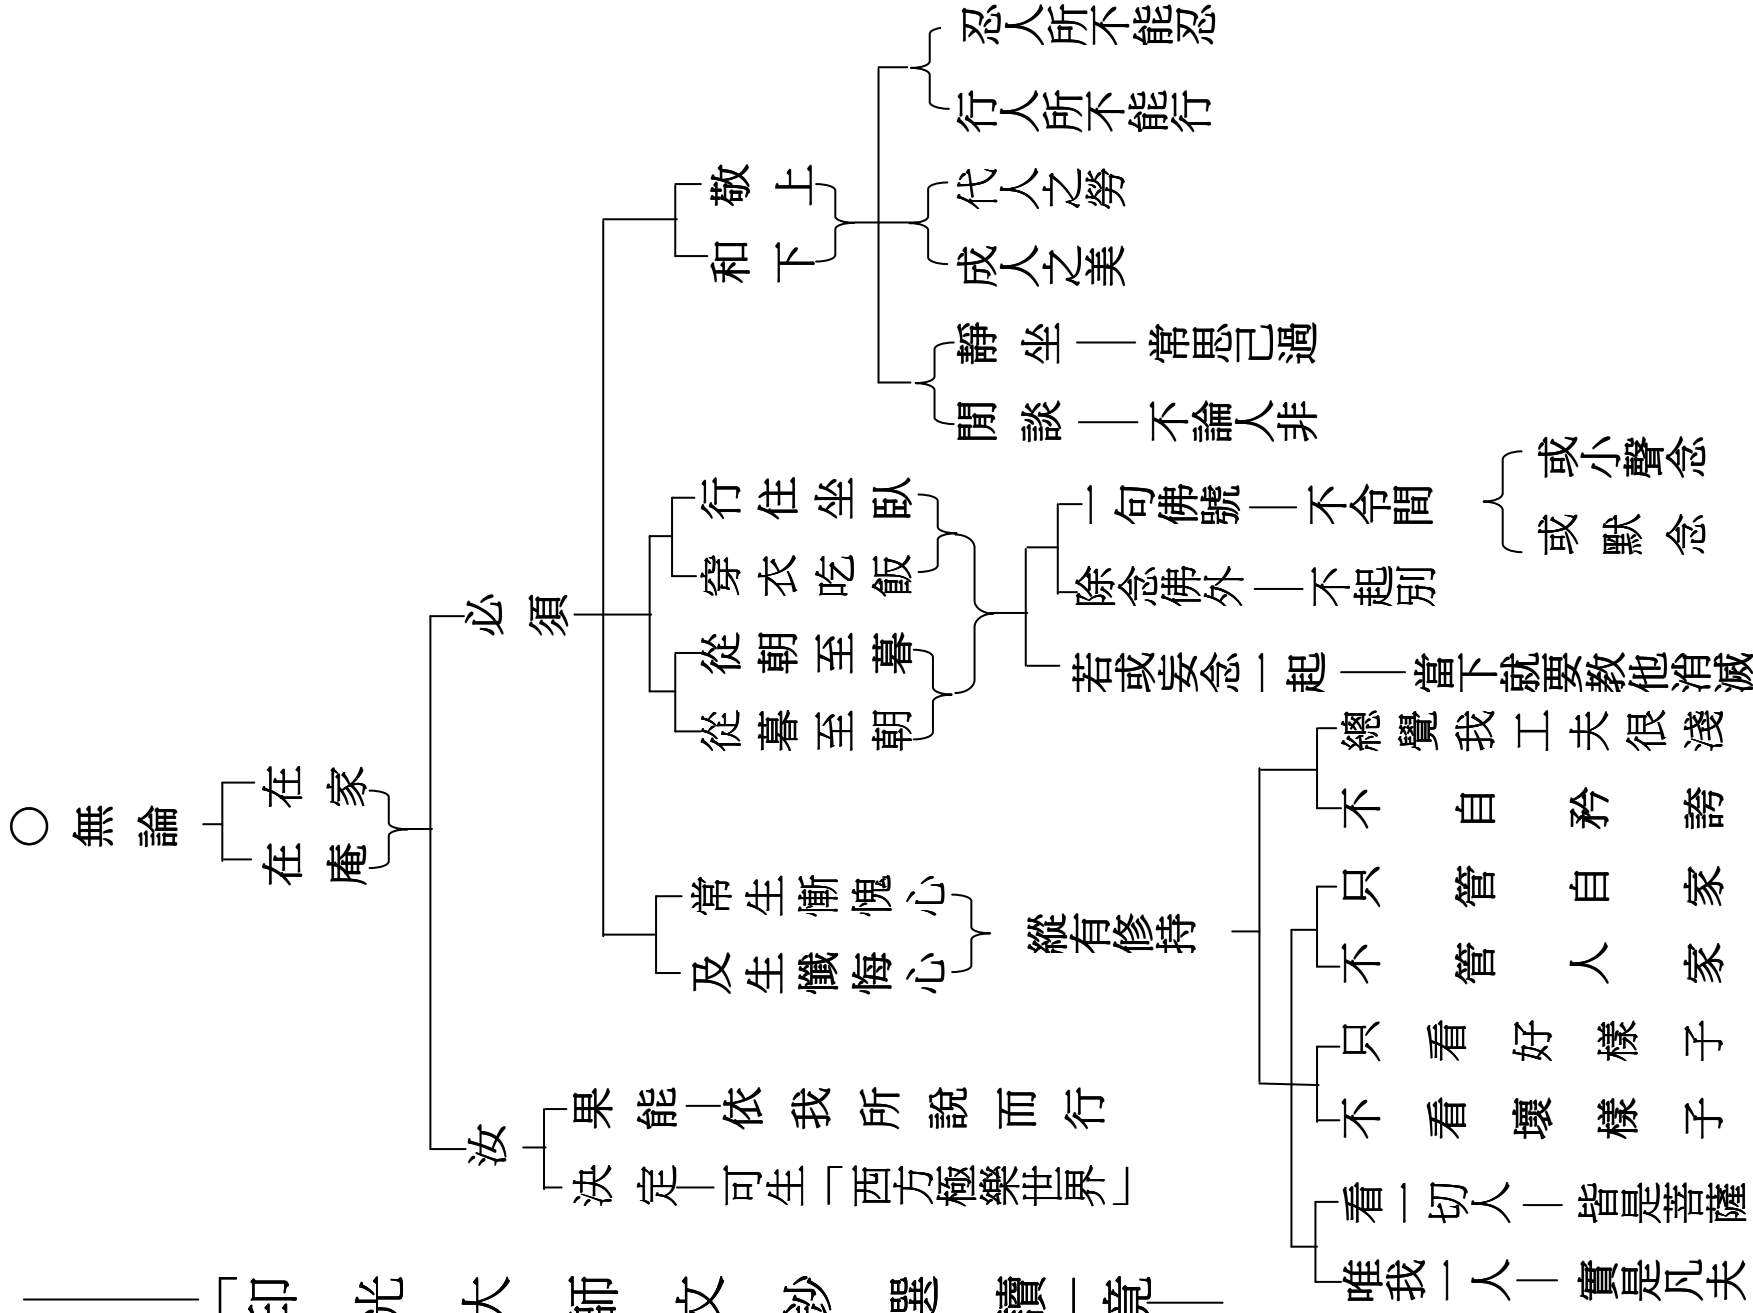 ○無論
在家
在庵
必須
敬上
和下
忍人所不能忍
行人所不能行
代人之勞
成人之美
靜坐—常思己過
閒談—不論人非
行住坐臥
穿衣吃飯
從朝至暮
從暮至朝
一句佛號—不令間
或小聲念
或默念
除念佛外—不起別
若或妄念一起—當下就要教他消滅
常生慚愧心
及生懺悔心
縱有修持
總覺我工夫很淺
不自矜誇
只管自家
不管人家
只看好樣子
不看壞樣子
看一切人—皆是菩薩
唯我一人—實是凡夫
汝
果能—依我所說而行
決定—可生「西方極樂世界」
「印光大師文鈔選讀一竟